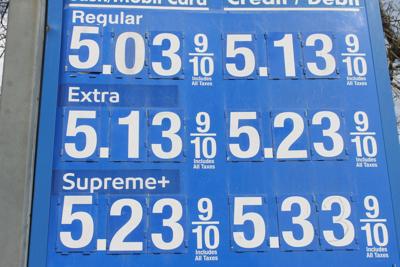 Cash/Mobil Card Credit / Debit
Regular
5.03 9/10 Includes All Taxes 5.13 9/10 Includes All Taxes
Extra
5.13 9/10 Includes All Taxes 5.23 9/10 Includes All Taxes
Supreme+
5.23 9/10 Includes All Taxes 5.33 9/10 Includes All Taxes